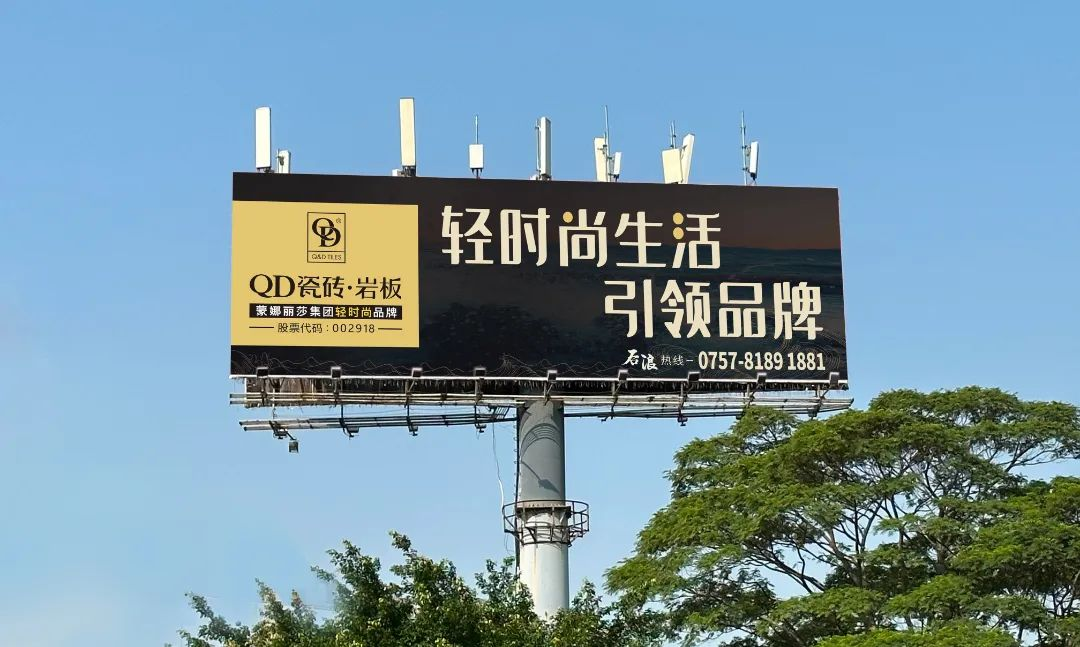 QD
Q&D TILES
QD瓷砖·岩板
蒙娜丽莎集团轻时尚品牌
股票代码:002918
轻时尚生活
引领品牌
后浪 热线-0757-8189 1881